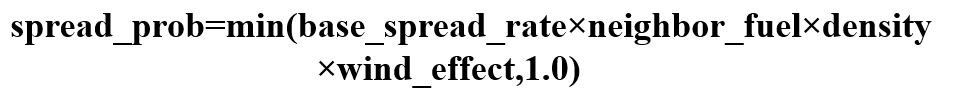 spread_prob=min(base_spread_rate×neighbor_fuel×density
×wind_effect,1.0)